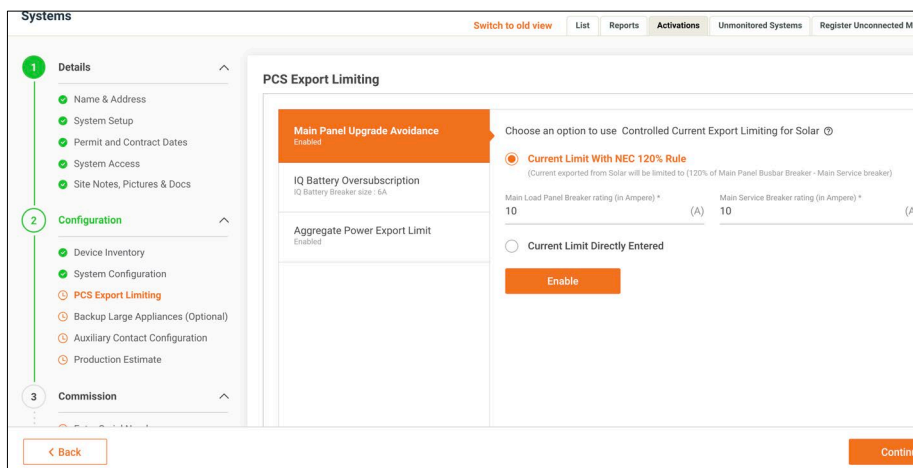 Systems
Switch to old view
List
Reports
Activations
Unmonitored Systems
Register Unconnected M
1
Details
Name & Address
System Setup
Permit and Contract Dates
System Access
Site Notes, Pictures & Docs
2
Configuration
Device Inventory
System Configuration
PCS Export Limiting
Backup Large Appliances (Optional)
Auxiliary Contact Configuration
Production Estimate
3
Commission
PCS Export Limiting
Main Panel Upgrade Avoidance
Enabled
IQ Battery Oversubscription
IQ Battery Breaker size : 6A
Aggregate Power Export Limit
Enabled
Choose an option to use Controlled Current Export Limiting for Solar
Current Limit With NEC 120% Rule
(Current exported from Solar will be limited to (120% of Main Panel Busbar Breaker - Main Service breaker)
Main Load Panel Breaker rating (in Ampere) *
10 (A)
Main Service Breaker rating (in Ampere) *
10 (A
Current Limit Directly Entered
Enable
< Back
Continu